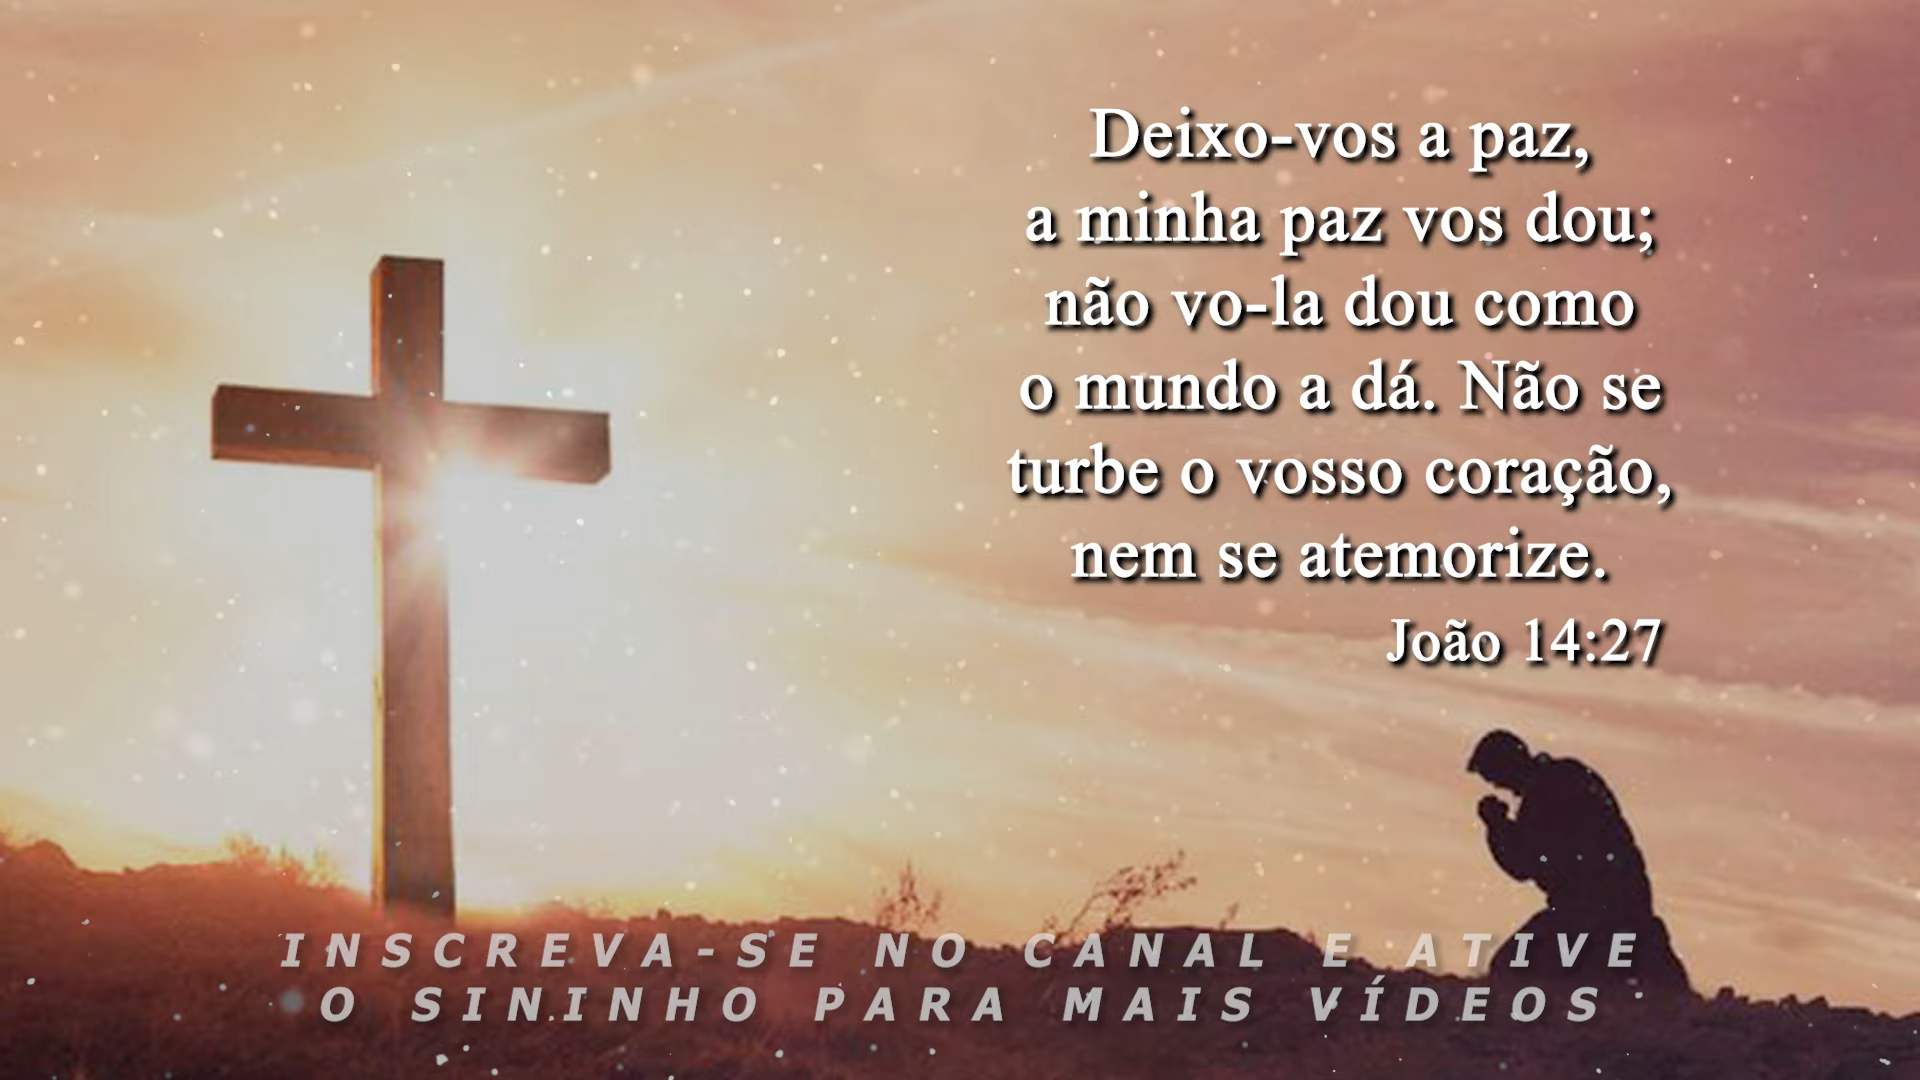 Deixo-vos a paz,
a minha paz vos dou;
não vo-la dou como
o mundo a dá. Não se
turbe o vosso coração,
nem se atemorize.
João 14:27
INSCREVA-SE NO CANAL E ATIVE
O SININHO PARA MAIS VÍDEOS